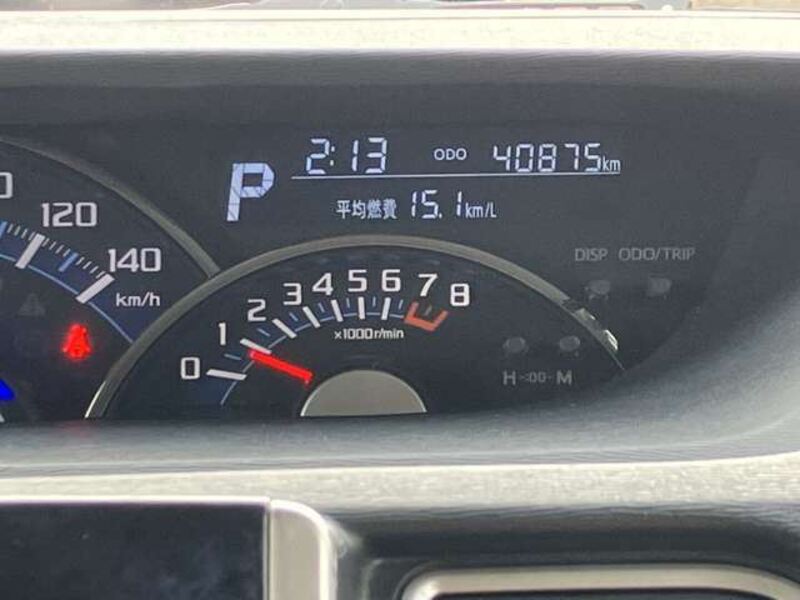 2:13 ODO 40875km
P
平均燃費 15.1km/L
120
140
km/h
DISP ODO/TRIP
0 1 2 3 4 5 6 7 8
×1000r/min
H -:00- M